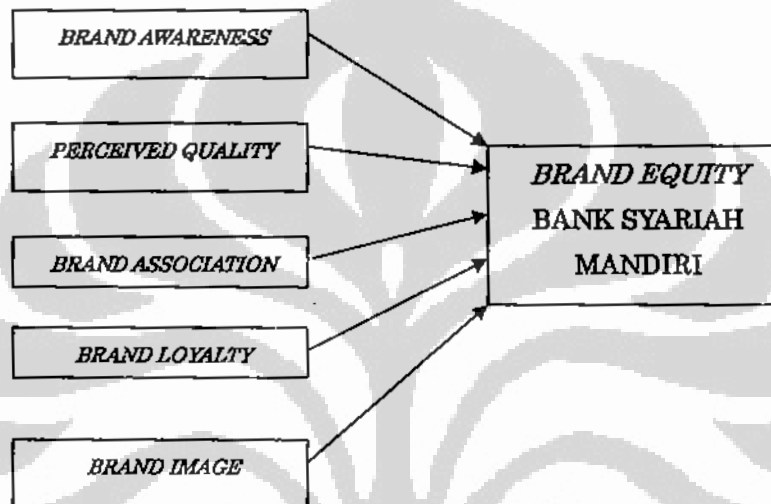 BRAND AWARENESS
PERCEIVED QUALITY
BRAND ASSOCIATION
BRAND LOYALTY
BRAND IMAGE
BRAND EQUITY
BANK SYARIAH
MANDIRI